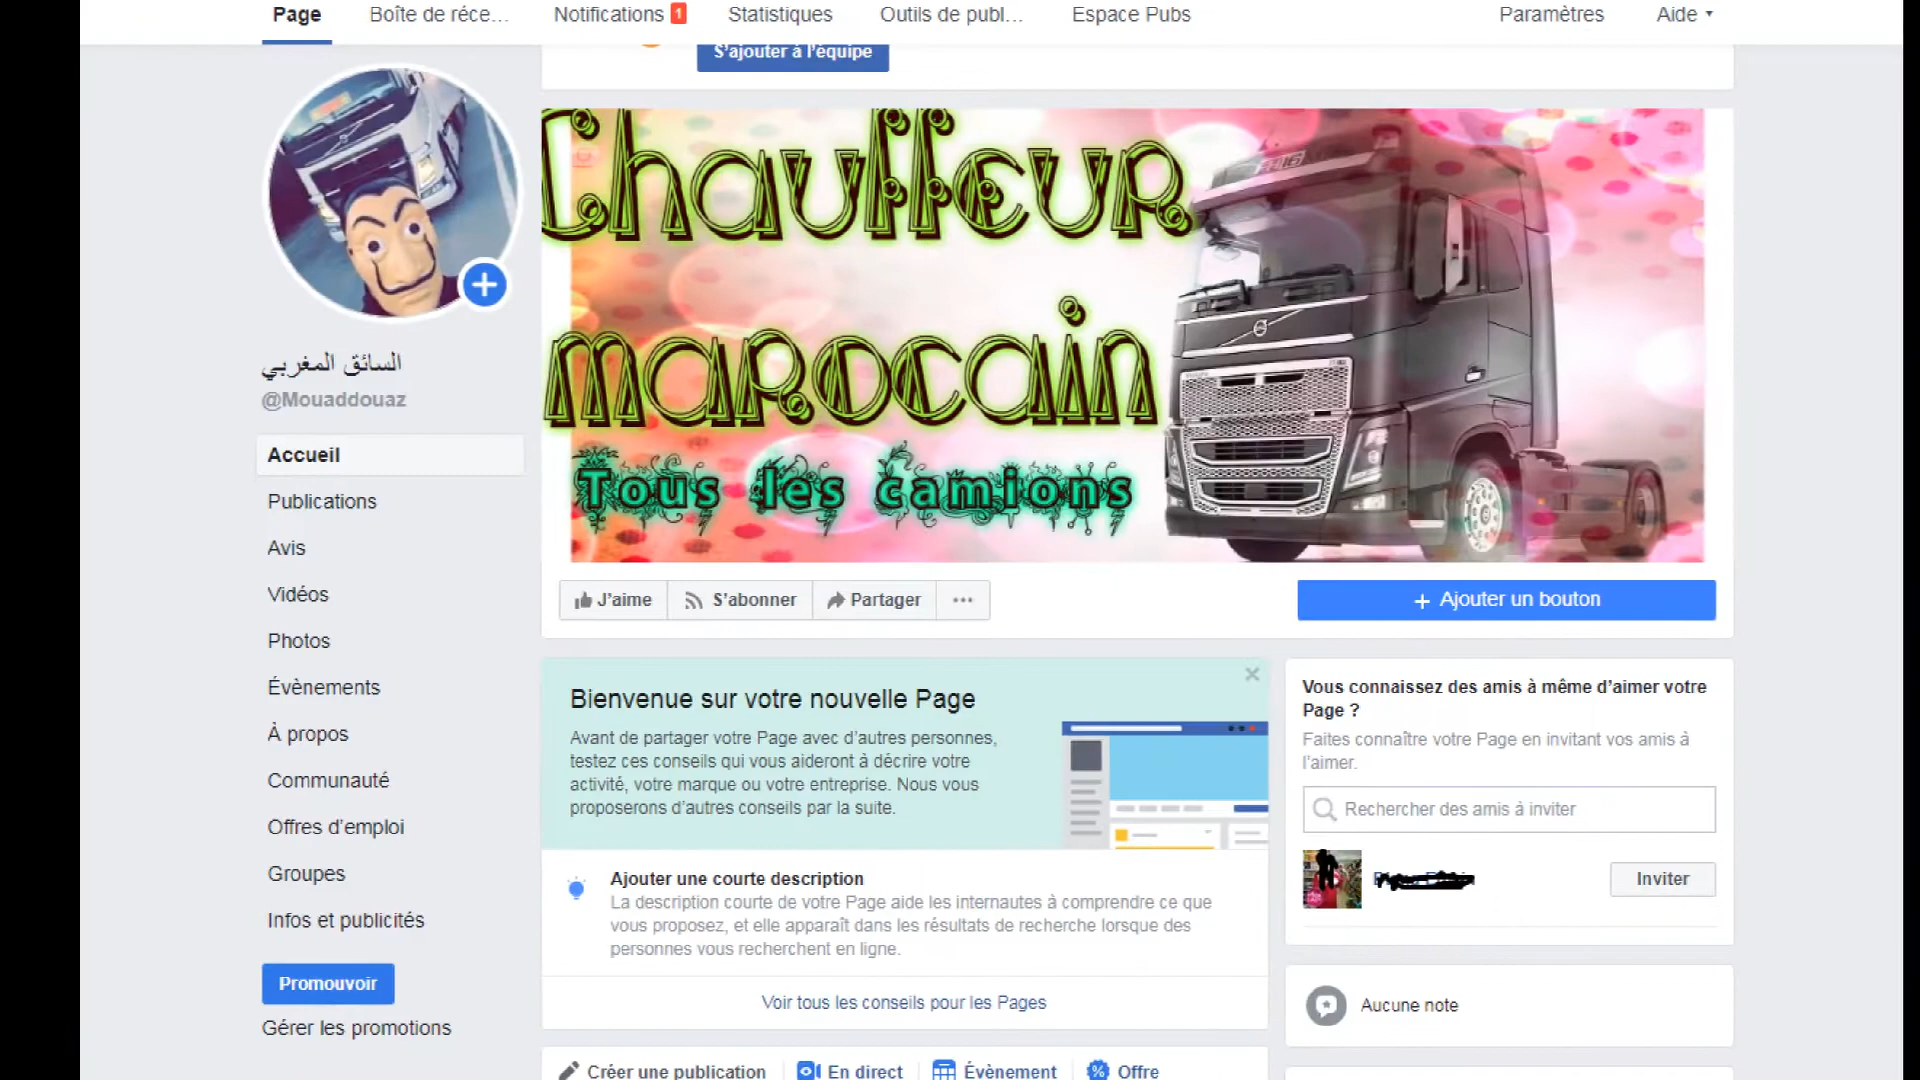 Page
Boîte de réce...
Notifications 1
Statistiques
Outils de publ...
Espace Pubs
Paramètres
Aide
S'ajouter à l'équipe
Chauffeur
marocain
Tous les camions
السائق المغربي
@Mouaddouaz
Accueil
Publications
Avis
Vidéos
Photos
Évènements
À propos
Communauté
Offres d'emploi
Groupes
Infos et publicités
Promouvoir
Gérer les promotions
J'aime
S'abonner
Partager
...
+ Ajouter un bouton
Bienvenue sur votre nouvelle Page
Avant de partager votre Page avec d'autres personnes,
testez ces conseils qui vous aideront à décrire votre
activité, votre marque ou votre entreprise. Nous vous
proposerons d'autres conseils par la suite.
Ajouter une courte description
La description courte de votre Page aide les internautes à comprendre ce que
vous proposez, et elle apparaît dans les résultats de recherche lorsque des
personnes vous recherchent en ligne.
Voir tous les conseils pour les Pages
Créer une publication
En direct
Évènement
Offre
Vous connaissez des amis à même d'aimer votre
Page ?
Faites connaître votre Page en invitant vos amis à
l'aimer.
Rechercher des amis à inviter
Inviter
Aucune note